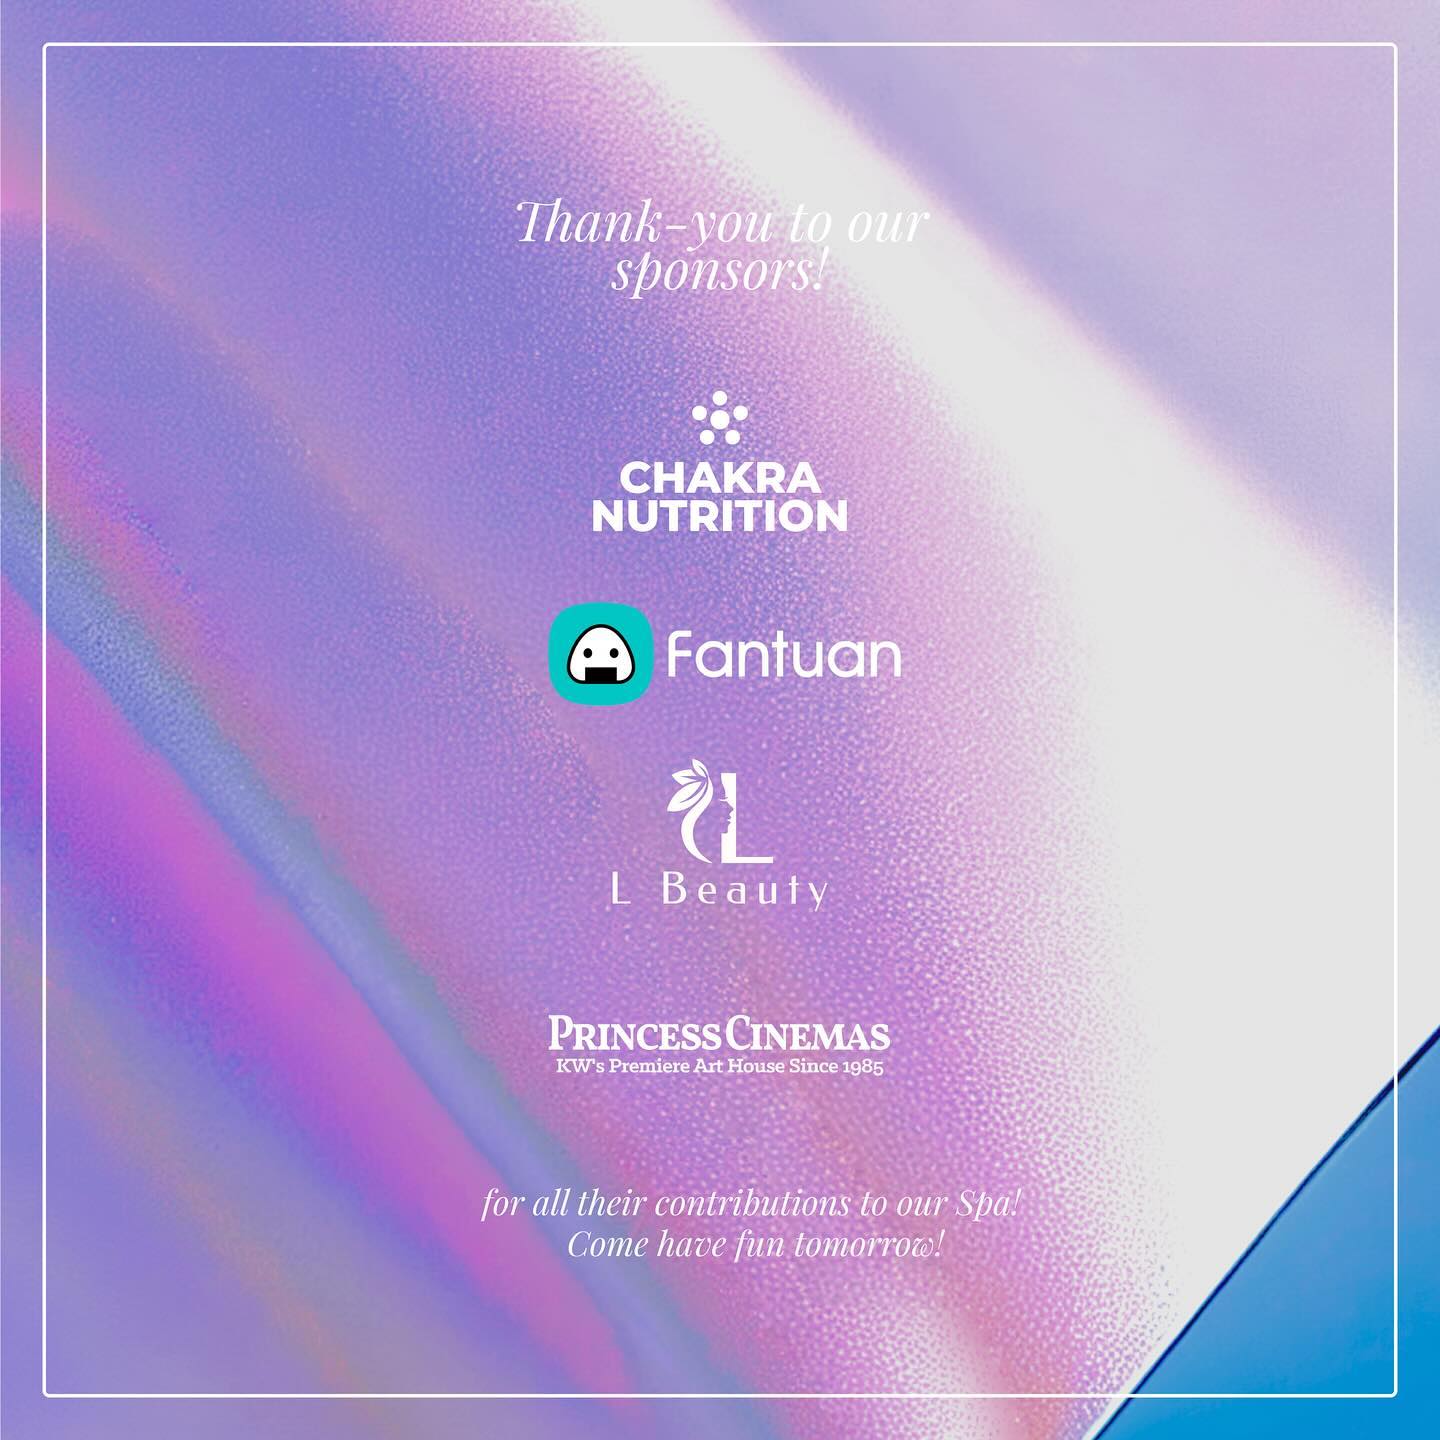 Thank-you to our
sponsors!
CHAKRA
NUTRITION
Fantuan
L
L Beauty
PRINCESS CINEMAS
KW's Premiere Art House Since 1985
for all their contributions to our Spa!
Come have fun tomorrow!